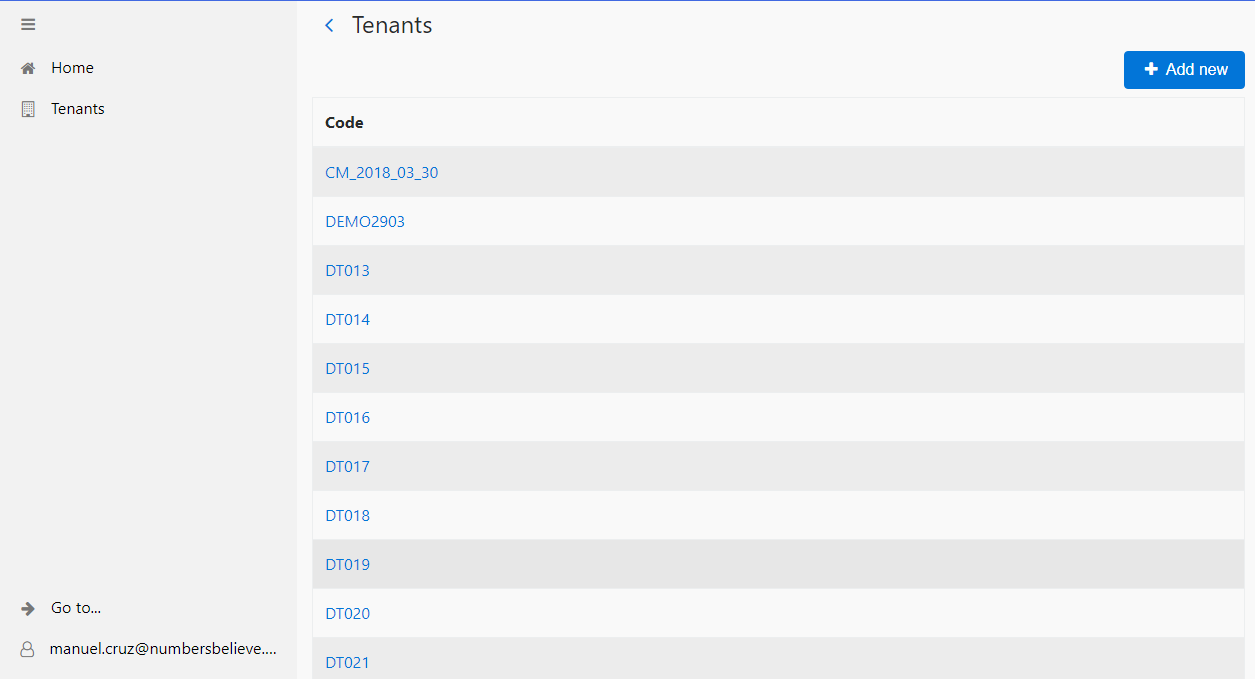 Tenants
Home
Tenants
Add new
Code
CM_2018_03_30
DEMO2903
DT013
DT014
DT015
DT016
DT017
DT018
DT019
DT020
DT021
Go to...
manuel.cruz@numbersbelieve....